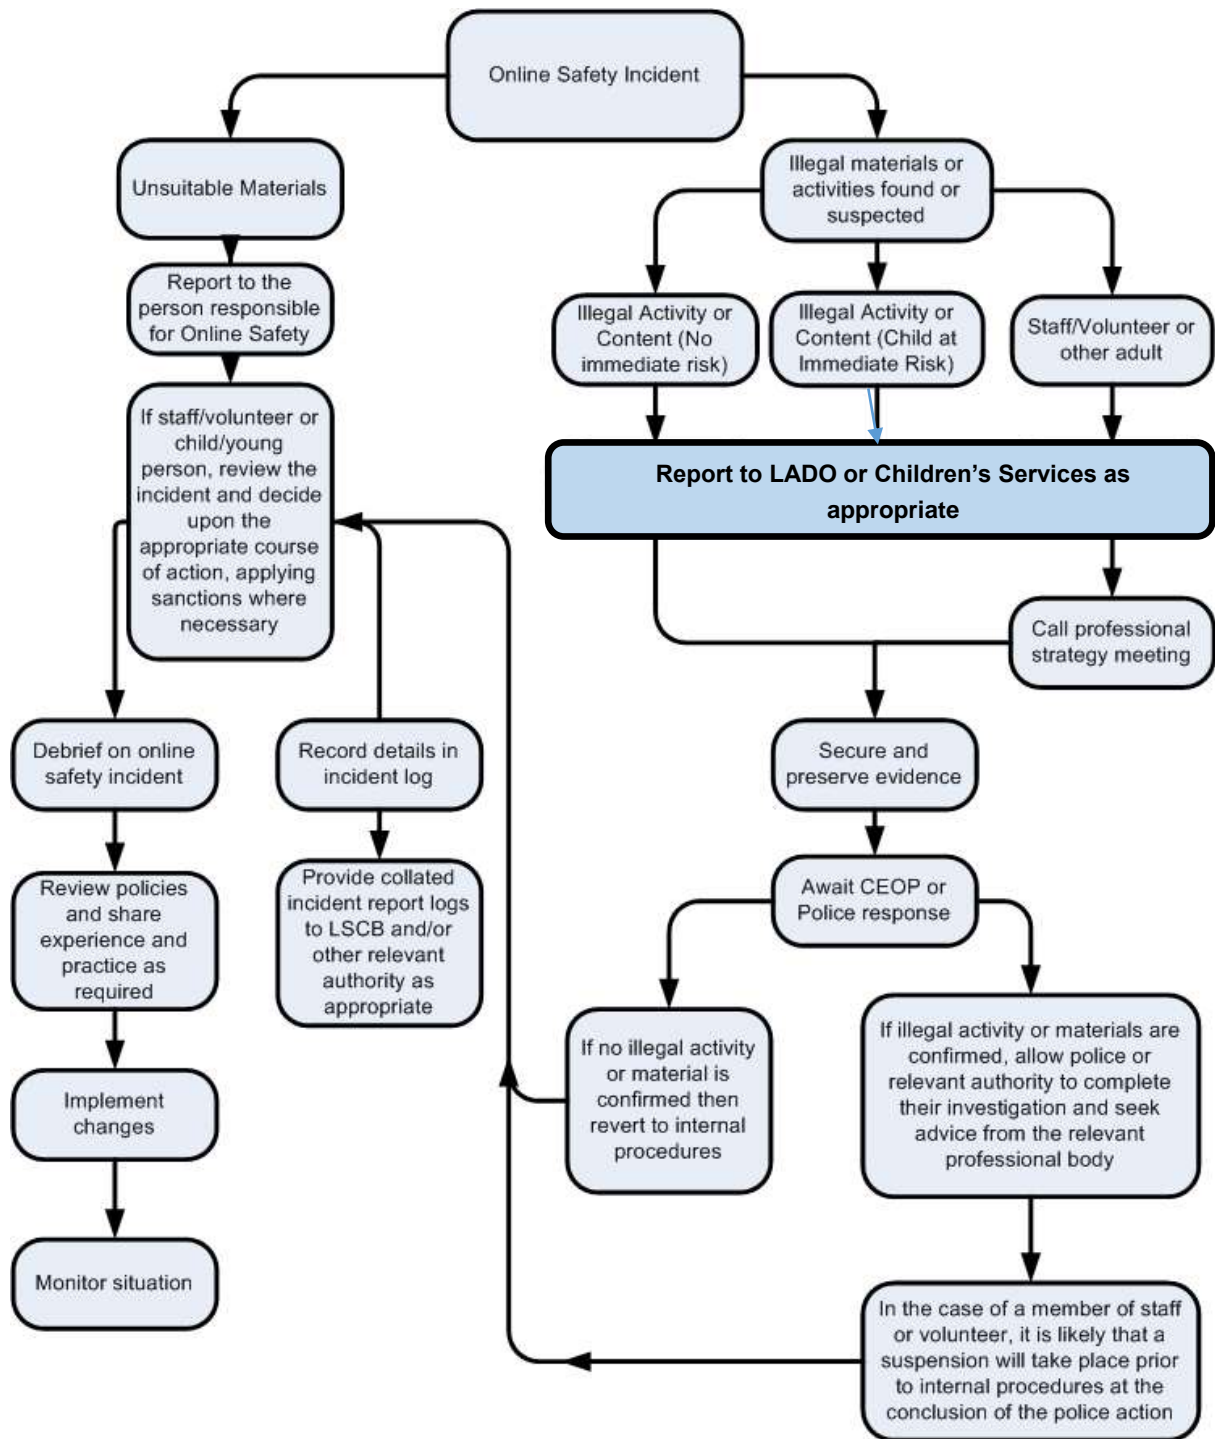 Online Safety Incident
Unsuitable Materials
Illegal materials or
activities found or
suspected
Report to the
person responsible
for Online Safety
Illegal Activity or
Content (No
immediate risk)
Illegal Activity or
Content (Child at
Immediate Risk)
Staff/Volunteer or
other adult
If staff/volunteer or
child/young
person, review the
incident and decide
upon the
appropriate course
of action, applying
sanctions where
necessary
Report to LADO or Children’s Services as
appropriate
Call professional
strategy meeting
Debrief on online
safety incident
Record details in
incident log
Secure and
preserve evidence
Review policies
and share
experience and
practice as
required
Provide collated
incident report logs
to LSCB and/or
other relevant
authority as
appropriate
Await CEOP or
Police response
If no illegal activity
or material is
confirmed then
revert to internal
procedures
If illegal activity or materials are
confirmed, allow police or
relevant authority to complete
their investigation and seek
advice from the relevant
professional body
Implement
changes
Monitor situation
In the case of a member of staff
or volunteer, it is likely that a
suspension will take place prior
to internal procedures at the
conclusion of the police action